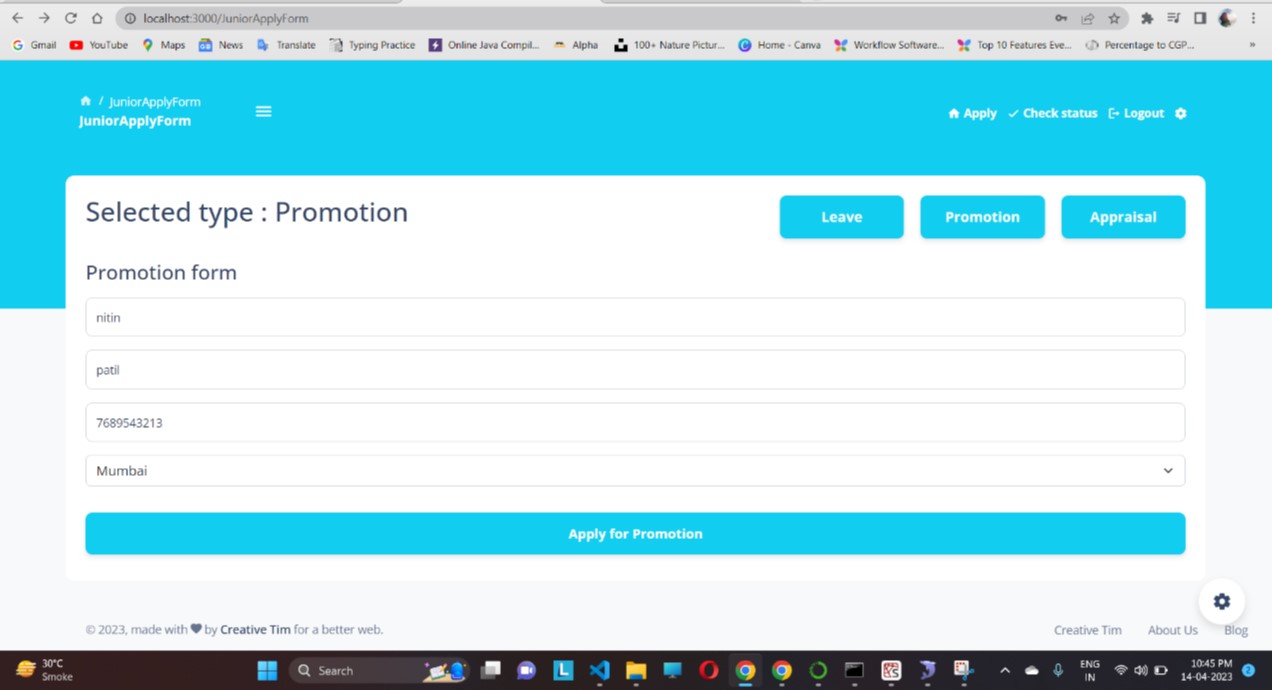 localhost:3000/JuniorApplyForm
Gmail YouTube Maps News Translate Typing Practice Online Java Compil... Alpha 100+ Nature Pictur... Home - Canva Workflow Software... Top 10 Features Eve... Percentage to CGP... »
/ JuniorApplyForm
JuniorApplyForm
Apply Check status Logout
Selected type : Promotion
Leave Promotion Appraisal
Promotion form
nitin
patil
7689543213
Mumbai
Apply for Promotion
© 2023, made with by Creative Tim for a better web.
Creative Tim About Us Blog
30°C
Smoke
Search
ENG
IN
10:45 PM
14-04-2023
2